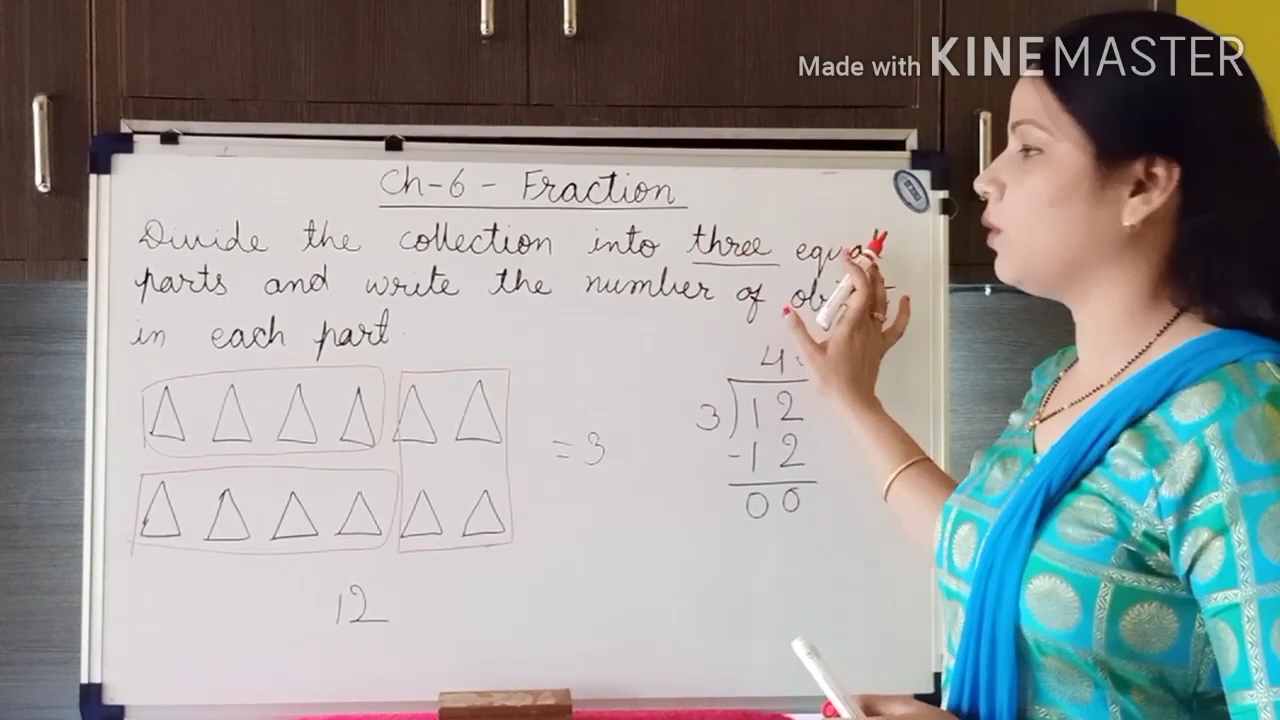 Made with KINEMASTER
Ch-6 - Fraction
Divide the collection into three equal
parts and write the number of
in each part.
= 3
4
3) 12
-12
00
12